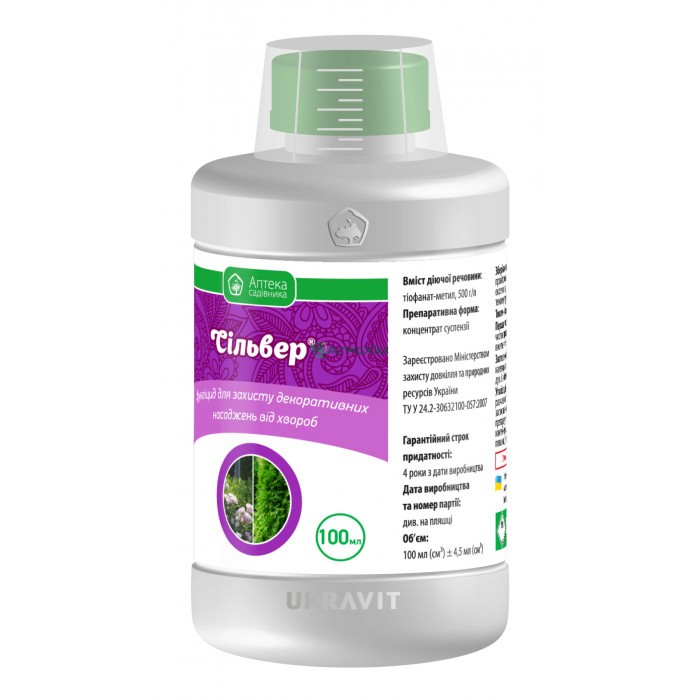 Аптека
садівника
Сільвер®
фунгіцид для захисту декоративних
насаджень від хвороб
100 мл
Вміст діючої речовини:
тіофанат-метил, 500 г/л
Препаративна форма:
концентрат суспензії
Зареєстровано Міністерством
захисту довкілля та природних
ресурсів України
ТУ У 24.2-30632100-057:2007
Гарантійний строк
придатності:
4 роки з дати виробництва
Дата виробництва
та номер партії:
див. на пляшці
Об'єм:
100 мл (см³) ± 4,5 мл (см³)
UKRAVIT